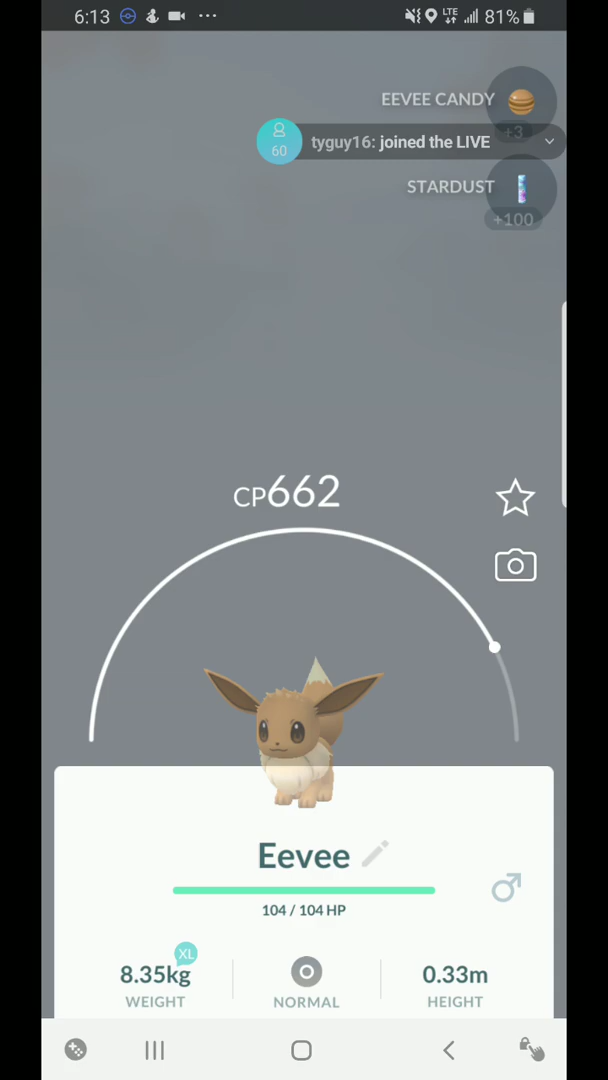 6:13 ... LTE 81%
EEVEE CANDY
+3
60 tyguy16: joined the LIVE
STARDUST
+100
CP662
Eevee
104 / 104 HP
XL
8.35kg 0.33m
WEIGHT NORMAL HEIGHT